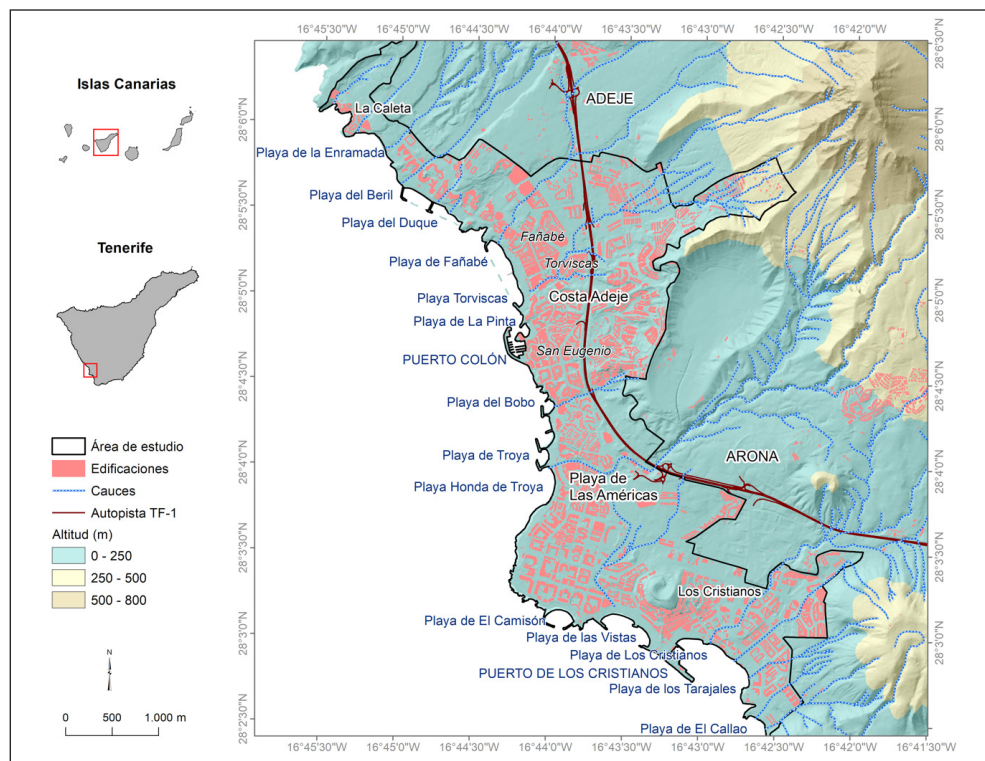 16°45'30"O 16°45'0"O 16°44'30"O 16°44'0"O 16°43'30"O 16°43'0"O 16°42'30"O 16°42'0"O
Islas Canarias
Tenerife
Área de estudio
Edificaciones
Cauces
Autopista TF-1
Altitud (m)
0 - 250
250 - 500
500 - 800
N
0 500 1.000 m
28°6'0"N
28°5'30"N
28°5'0"N
28°4'30"N
28°4'0"N
28°3'30"N
28°3'0"N
28°2'30"N
La Caleta
ADEJE
Playa de la Enramada
Playa del Beril
Playa del Duque
Fañabé
Playa de Fañabé
Torviscas
Playa Torviscas
Costa Adeje
Playa de La Pinta
San Eugenio
PUERTO COLÓN
Playa del Bobo
Playa de Troya
ARONA
Playa de
Las Américas
Playa Honda de Troya
Los Cristianos
Playa de El Camisón
Playa de las Vistas
Playa de Los Cristianos
PUERTO DE LOS CRISTIANOS
Playa de los Tarajales
Playa de El Callao
28°6'30"N
28°6'0"N
28°5'30"N
28°5'0"N
28°4'30"N
28°4'0"N
28°3'30"N
28°3'0"N
16°45'30"O 16°45'0"O 16°44'30"O 16°44'0"O 16°43'30"O 16°43'0"O 16°42'30"O 16°42'0"O 16°41'30"O